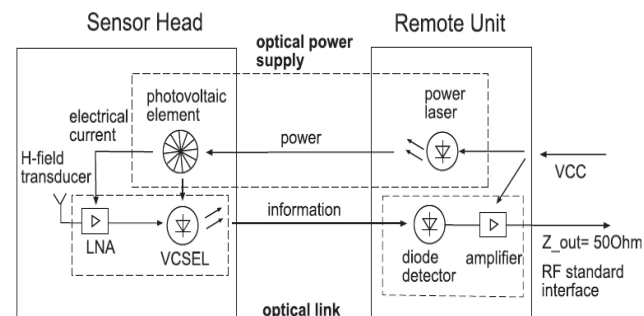 Sensor Head
Remote Unit
optical power
supply
photovoltaic
element
power
laser
electrical
current
H-field
transducer
power
VCC
information
LNA
VCSEL
diode
detector
amplifier
Z_out= 50Ohm
RF standard
interface
optical link